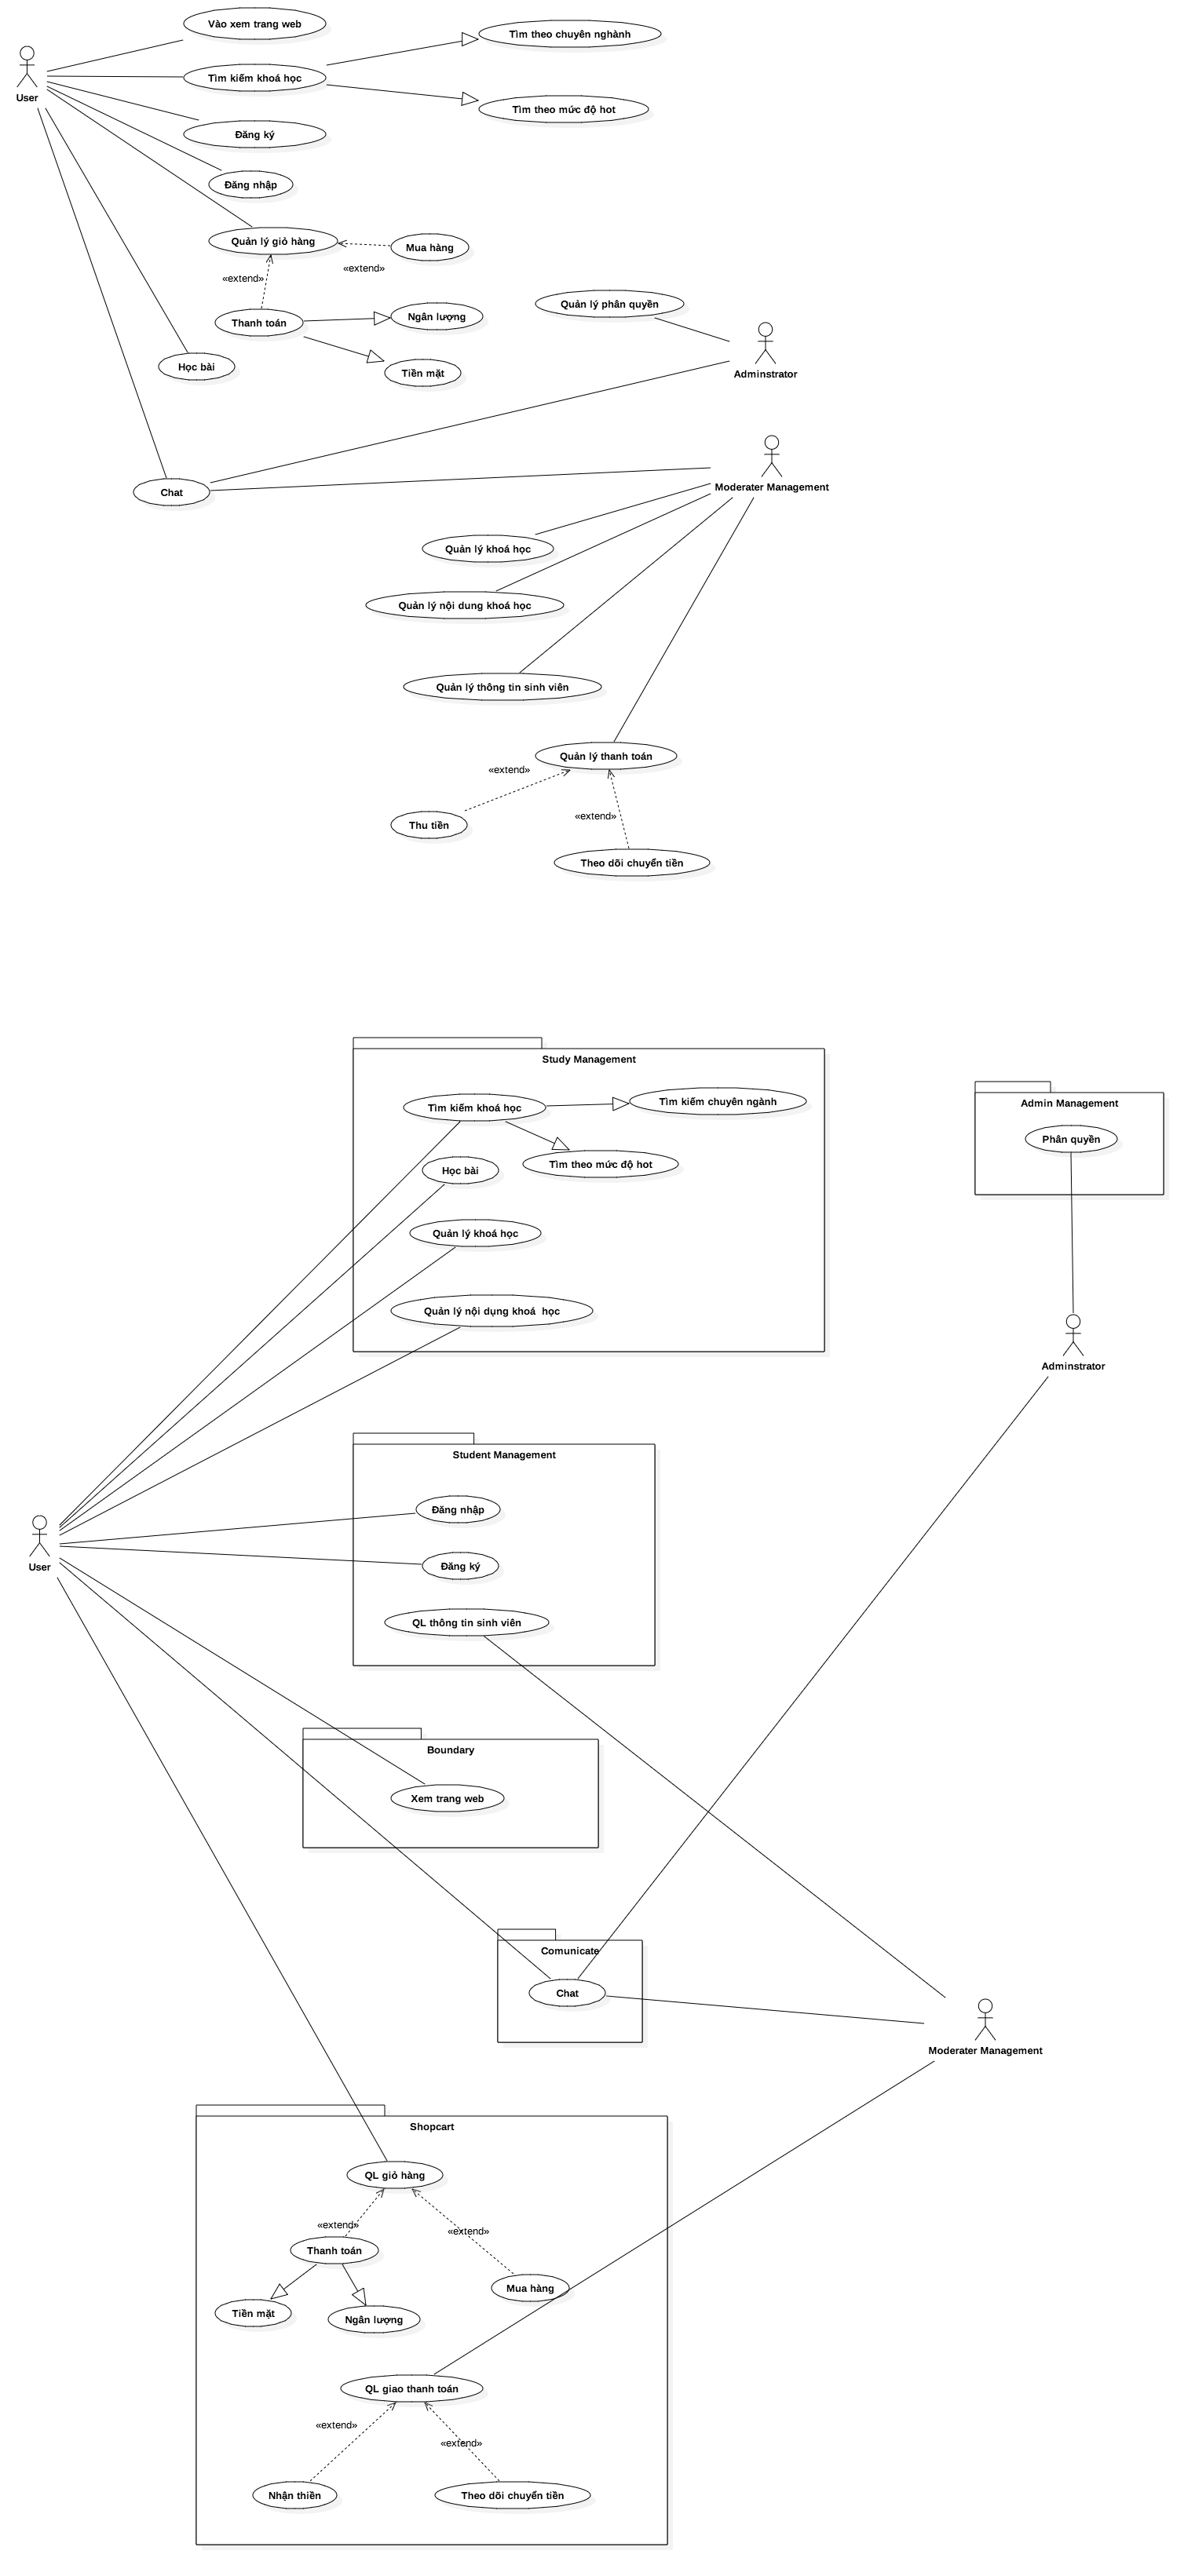 Vào xem trang web
Tìm theo chuyên nghành
Tìm kiếm khoá học
User
Tìm theo mức độ hot
Đăng ký
Đăng nhập
Quản lý giỏ hàng
Mua hàng
«extend»
«extend»
Quản lý phân quyền
Ngân lượng
Thanh toán
Học bài
Tiền mặt
Adminstrator
Chat
Moderater Management
Quản lý khoá học
Quản lý nội dung khoá học
Quản lý thông tin sinh viên
Quản lý thanh toán
«extend»
«extend»
Thu tiền
Theo dõi chuyển tiền
Study Management
Tìm kiếm khoá học
Tìm kiếm chuyên ngành
Admin Management
Phân quyền
Tìm theo mức độ hot
Học bài
Quản lý khoá học
Quản lý nội dụng khoá  học
Adminstrator
Student Management
Đăng nhập
User
Đăng ký
QL thông tin sinh viên
Boundary
Xem trang web
Comunicate
Chat
Moderater Management
Shopcart
QL giỏ hàng
«extend»
«extend»
Thanh toán
Mua hàng
Tiền mặt
Ngân lượng
QL giao thanh toán
«extend»
«extend»
Nhận thiền
Theo dõi chuyển tiền